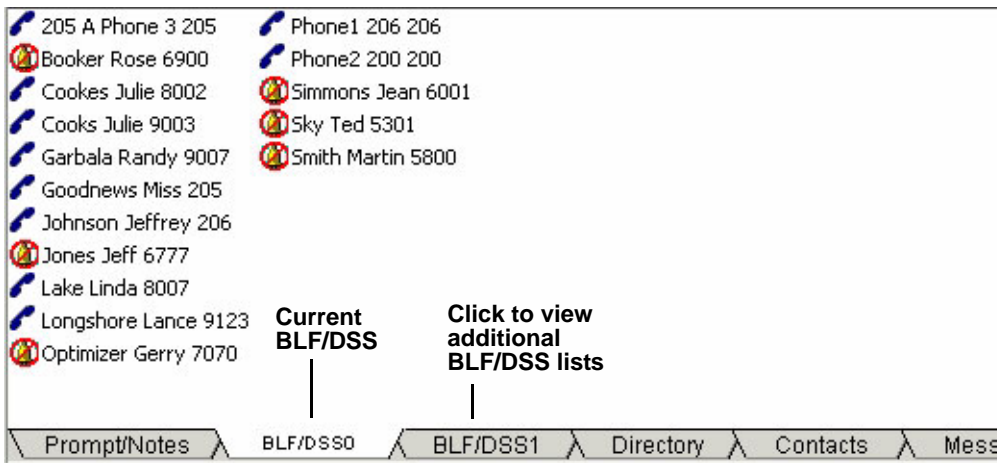 205 A Phone 3 205
Booker Rose 6900
Cookes Julie 8002
Cooks Julie 9003
Garbala Randy 9007
Goodnews Miss 205
Johnson Jeffrey 206
Jones Jeff 6777
Lake Linda 8007
Longshore Lance 9123
Optimizer Gerry 7070
Phone1 206 206
Phone2 200 200
Simmons Jean 6001
Sky Ted 5301
Smith Martin 5800
Current
BLF/DSS
Click to view
additional
BLF/DSS lists
Prompt/Notes
BLF/DSS0
BLF/DSS1
Directory
Contacts
Mess